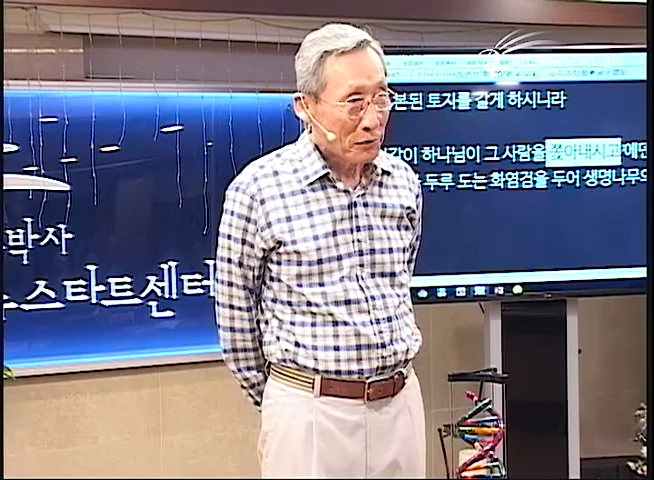 본된 토지를 갈게 하시니라
같이 하나님이 그 사람을 쫓아내시고 에덴
두루 도는 화염검을 두어 생명나무의
박사
스타트센터